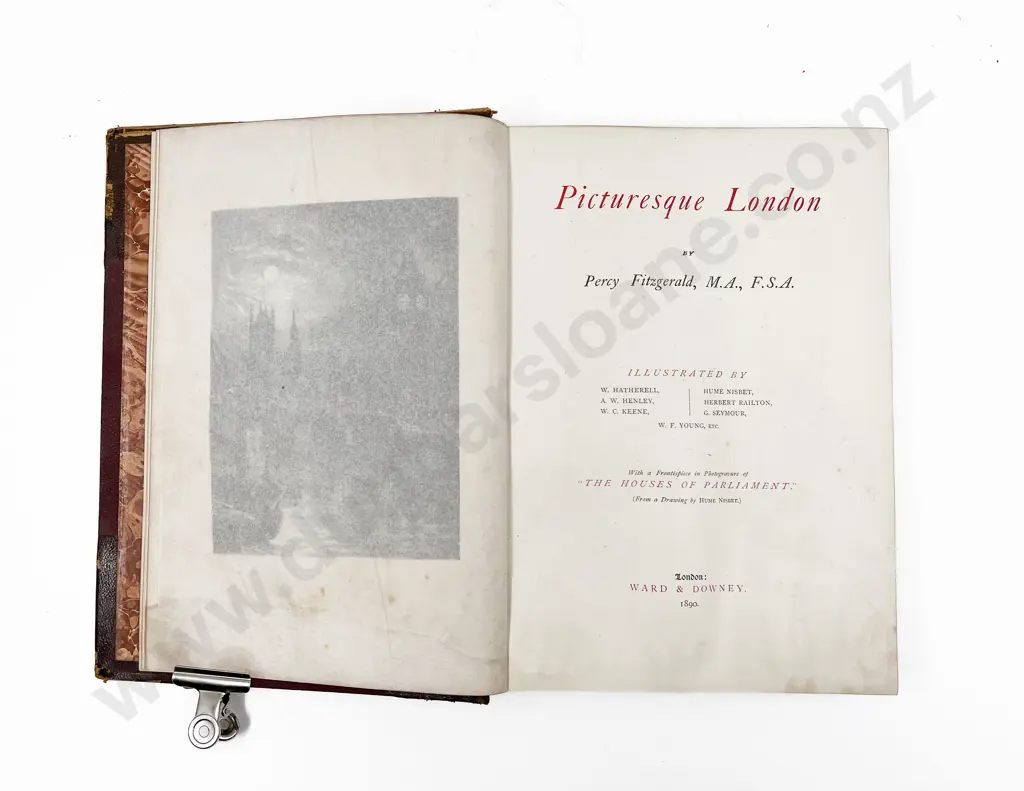 Picturesque London
BY
Percy Fitzgerald, M.A., F.S.A.
ILLUSTRATED BY
W. HATHERELL,
A. W. HENLEY,
W. C. KEENE,
HUME NISBET,
HERBERT RAILTON,
G. SEYMOUR,
W. F. YOUNG, ETC.
With a Frontispiece in Photogravure of
"THE HOUSES OF PARLIAMENT."
(From a Drawing by HUME NISBET.)
London:
WARD & DOWNEY.
1890.